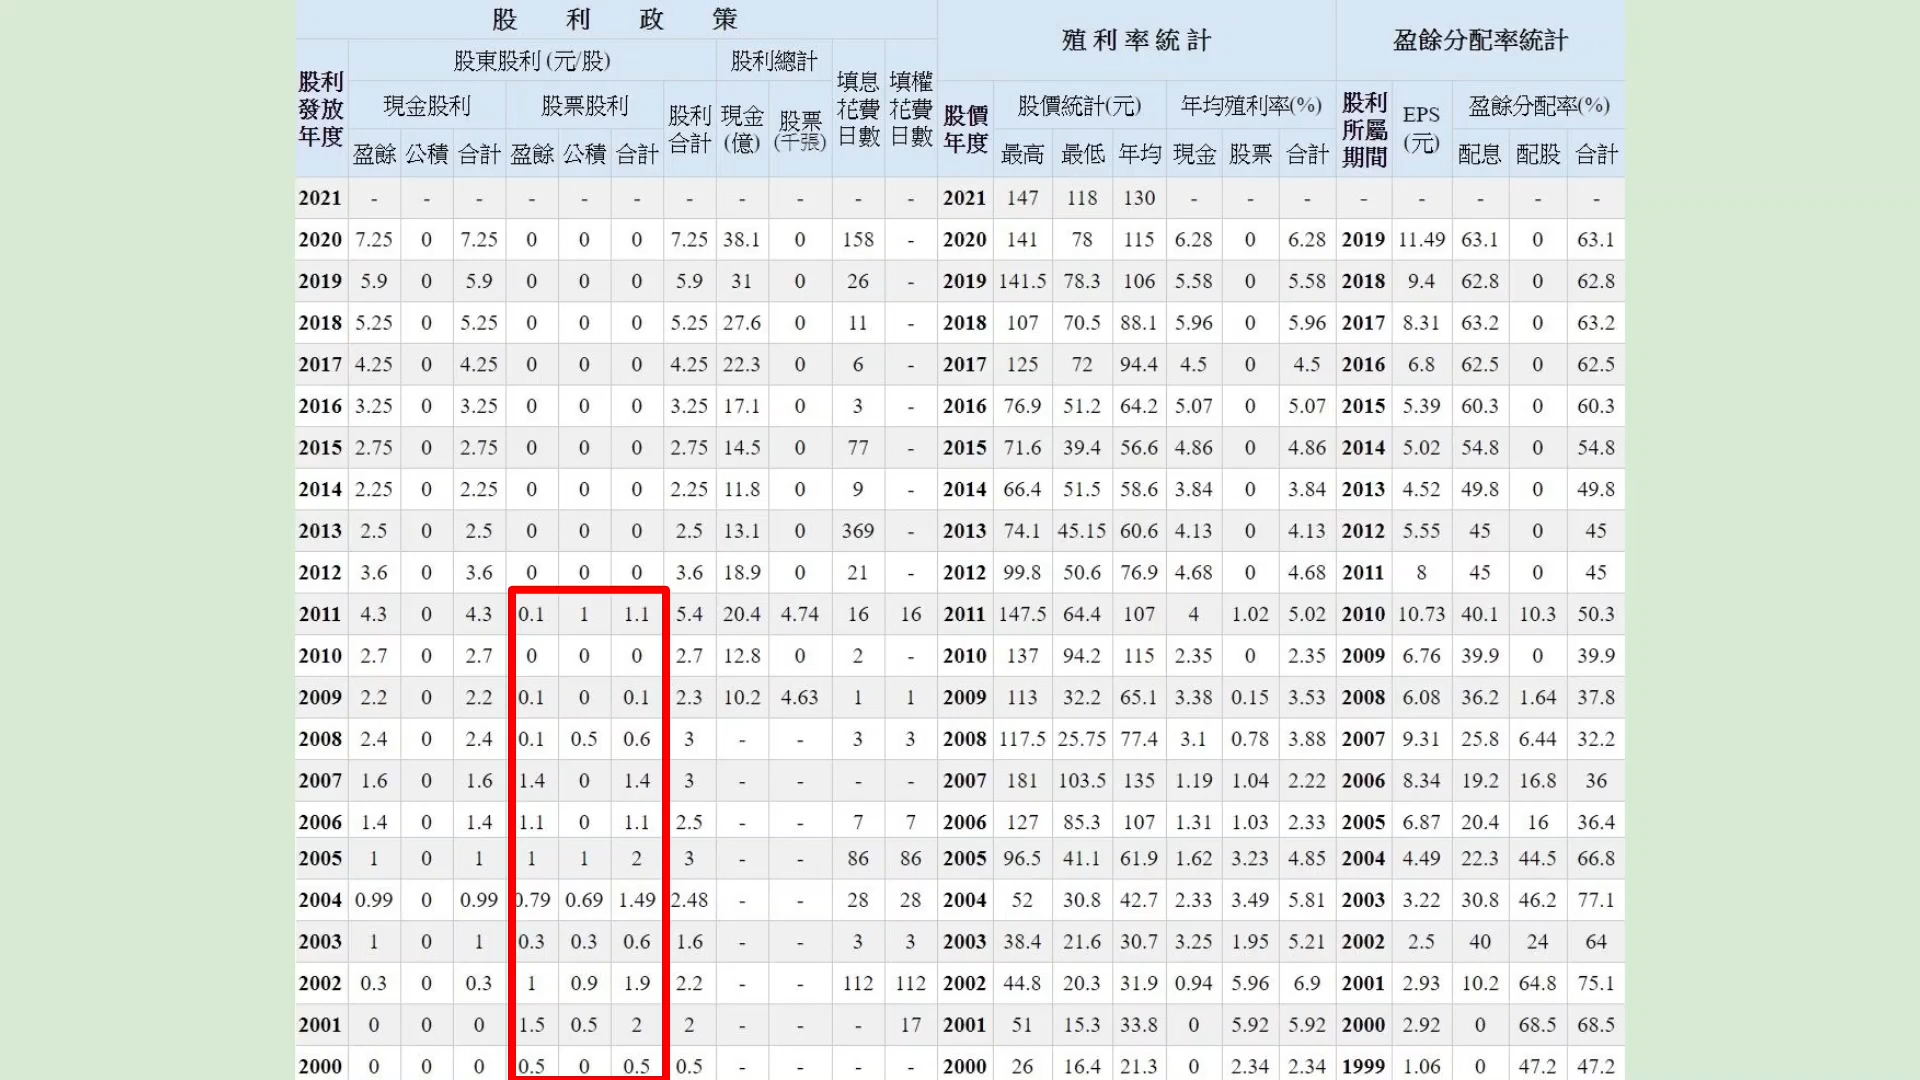 股 利 政 策 殖 利 率 統 計 盈餘分配率統計
股利發放年度 股東股利 (元/股) 股利總計 填息花費日數 填權花費日數 股價年度 股價統計(元) 年均殖利率(%) 股利所屬期間 EPS(元) 盈餘分配率(%)
現金股利 股票股利 股利合計 現金(億) 股票(千張)
盈餘 公積 合計 盈餘 公積 合計 最高 最低 年均 現金 股票 合計 配息 配股 合計
2021 - - - - - - - - - - - 2021 147 118 130 - - - - - - - -
2020 7.25 0 7.25 0 0 0 7.25 38.1 0 158 - 2020 141 78 115 6.28 0 6.28 2019 11.49 63.1 0 63.1
2019 5.9 0 5.9 0 0 0 5.9 31 0 26 - 2019 141.5 78.3 106 5.58 0 5.58 2018 9.4 62.8 0 62.8
2018 5.25 0 5.25 0 0 0 5.25 27.6 0 11 - 2018 107 70.5 88.1 5.96 0 5.96 2017 8.31 63.2 0 63.2
2017 4.25 0 4.25 0 0 0 4.25 22.3 0 6 - 2017 125 72 94.4 4.5 0 4.5 2016 6.8 62.5 0 62.5
2016 3.25 0 3.25 0 0 0 3.25 17.1 0 3 - 2016 76.9 51.2 64.2 5.07 0 5.07 2015 5.39 60.3 0 60.3
2015 2.75 0 2.75 0 0 0 2.75 14.5 0 77 - 2015 71.6 39.4 56.6 4.86 0 4.86 2014 5.02 54.8 0 54.8
2014 2.25 0 2.25 0 0 0 2.25 11.8 0 9 - 2014 66.4 51.5 58.6 3.84 0 3.84 2013 4.52 49.8 0 49.8
2013 2.5 0 2.5 0 0 0 2.5 13.1 0 369 - 2013 74.1 45.15 60.6 4.13 0 4.13 2012 5.55 45 0 45
2012 3.6 0 3.6 0 0 0 3.6 18.9 0 21 - 2012 99.8 50.6 76.9 4.68 0 4.68 2011 8 45 0 45
2011 4.3 0 4.3 0.1 1 1.1 5.4 20.4 4.74 16 16 2011 147.5 64.4 107 4 1.02 5.02 2010 10.73 40.1 10.3 50.3
2010 2.7 0 2.7 0 0 0 2.7 12.8 0 2 - 2010 137 94.2 115 2.35 0 2.35 2009 6.76 39.9 0 39.9
2009 2.2 0 2.2 0.1 0 0.1 2.3 10.2 4.63 1 1 2009 113 32.2 65.1 3.38 0.15 3.53 2008 6.08 36.2 1.64 37.8
2008 2.4 0 2.4 0.1 0.5 0.6 3 - - 3 3 2008 117.5 25.75 77.4 3.1 0.78 3.88 2007 9.31 25.8 6.44 32.2
2007 1.6 0 1.6 1.4 0 1.4 3 - - - - 2007 181 103.5 135 1.19 1.04 2.22 2006 8.34 19.2 16.8 36
2006 1.4 0 1.4 1.1 0 1.1 2.5 - - 7 7 2006 127 85.3 107 1.31 1.03 2.33 2005 6.87 20.4 16 36.4
2005 1 0 1 1 1 2 3 - - 86 86 2005 96.5 41.1 61.9 1.62 3.23 4.85 2004 4.49 22.3 44.5 66.8
2004 0.99 0 0.99 0.79 0.69 1.49 2.48 - - 28 28 2004 52 30.8 42.7 2.33 3.49 5.81 2003 3.22 30.8 46.2 77.1
2003 1 0 1 0.3 0.3 0.6 1.6 - - 3 3 2003 38.4 21.6 30.7 3.25 1.95 5.21 2002 2.5 40 24 64
2002 0.3 0 0.3 1 0.9 1.9 2.2 - - 112 112 2002 44.8 20.3 31.9 0.94 5.96 6.9 2001 2.93 10.2 64.8 75.1
2001 0 0 0 1.5 0.5 2 2 - - - 17 2001 51 15.3 33.8 0 5.92 5.92 2000 2.92 0 68.5 68.5
2000 0 0 0 0.5 0 0.5 0.5 - - - - 2000 26 16.4 21.3 0 2.34 2.34 1999 1.06 0 47.2 47.2